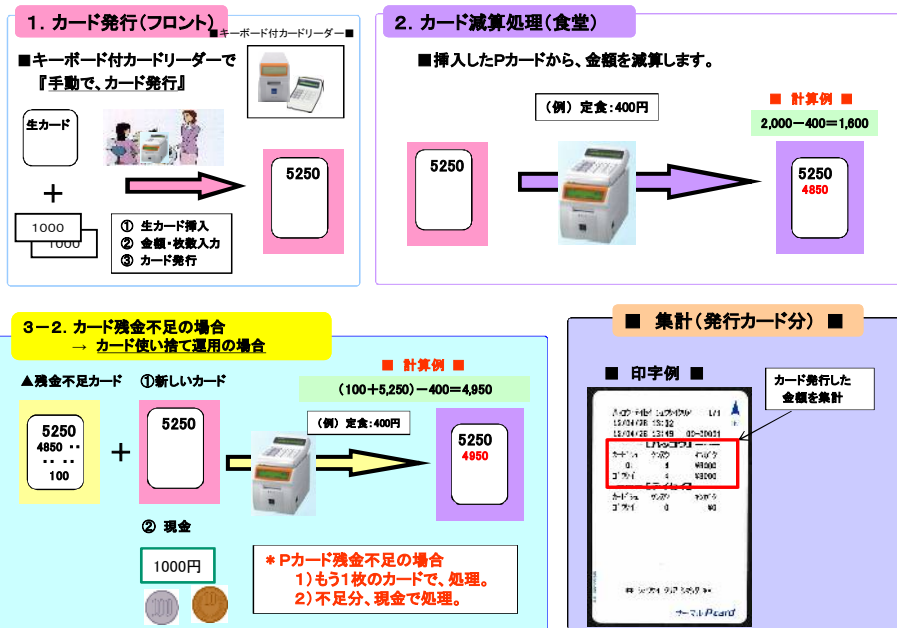 1. カード発行(フロント)
■キーボード付カードリーダー■
■キーボード付カードリーダーで
『手動で、カード発行』
生カード
+
1000
1000
① 生カード挿入
② 金額・枚数入力
③ カード発行
5250
2. カード減算処理(食堂)
■挿入したPカードから、金額を減算します。
(例) 定食:400円
■ 計算例 ■
2,000-400=1,600
5250
5250
4850
3-2. カード残金不足の場合
→ カード使い捨て運用の場合
▲残金不足カード
①新しいカード
5250
4850 ‥
‥ ‥
100
+
5250
■ 計算例 ■
(100+5,250)-400=4,950
(例) 定食:400円
5250
4950
② 現金
1000円
100
10
*Pカード残金不足の場合
1)もう1枚のカードで、処理。
2)不足分、現金で処理。
■ 集計(発行カード分) ■
■ 印字例 ■
カード発行した
金額を集計
1/1
12/04/26 13:49
Pcard